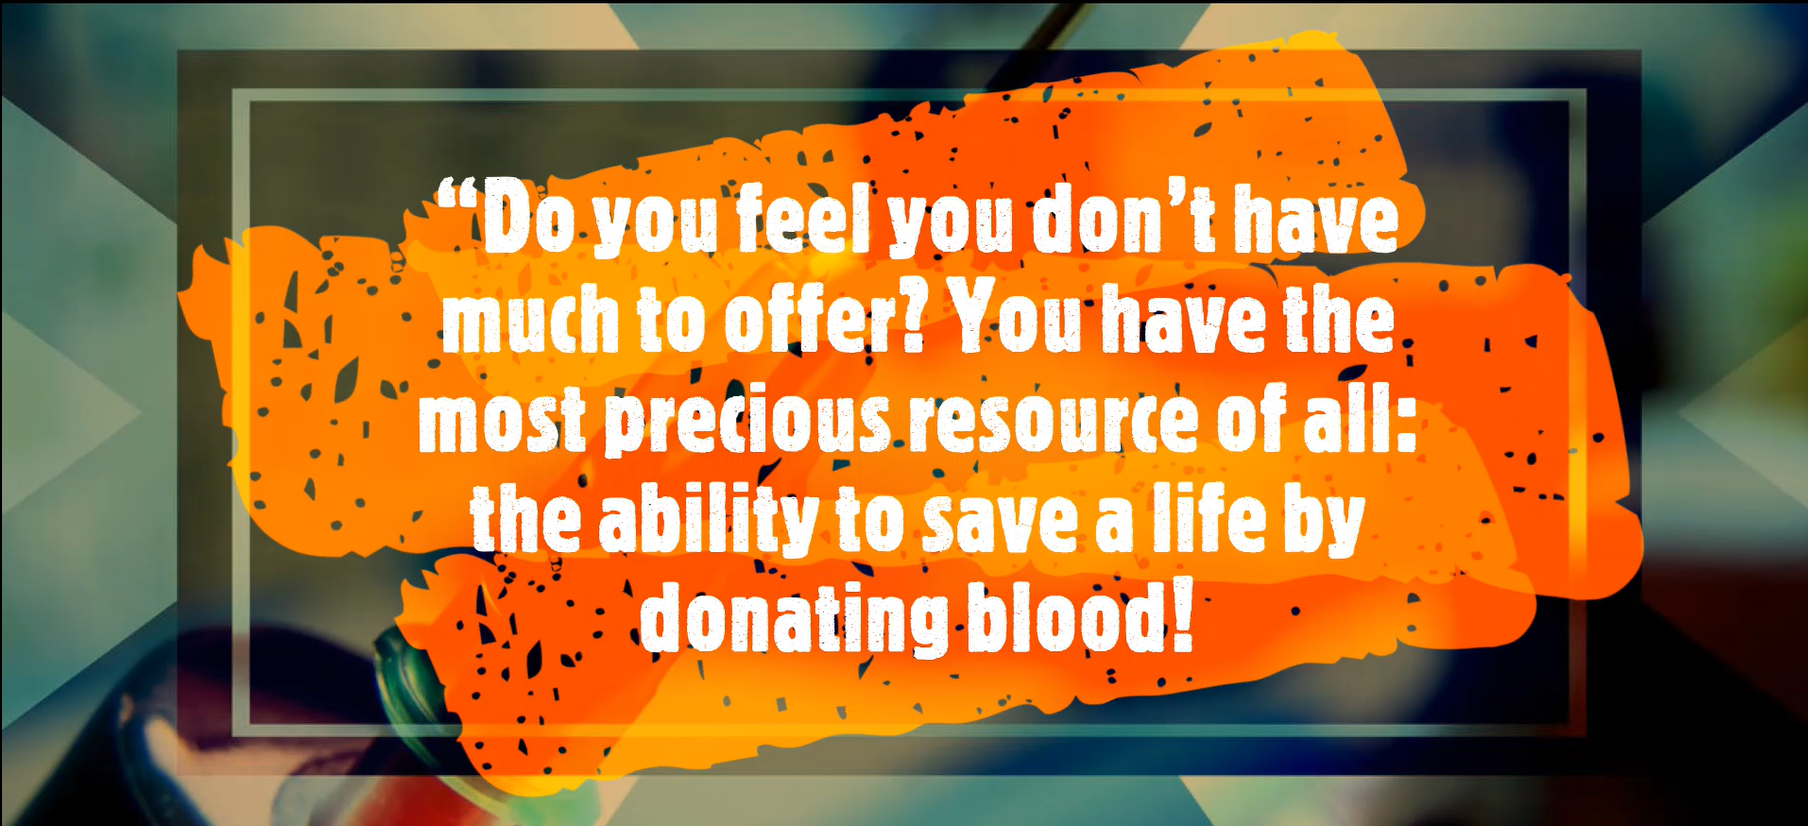 “Do you feel you don’t have
much to offer? You have the
most precious resource of all:
the ability to save a life by
donating blood!